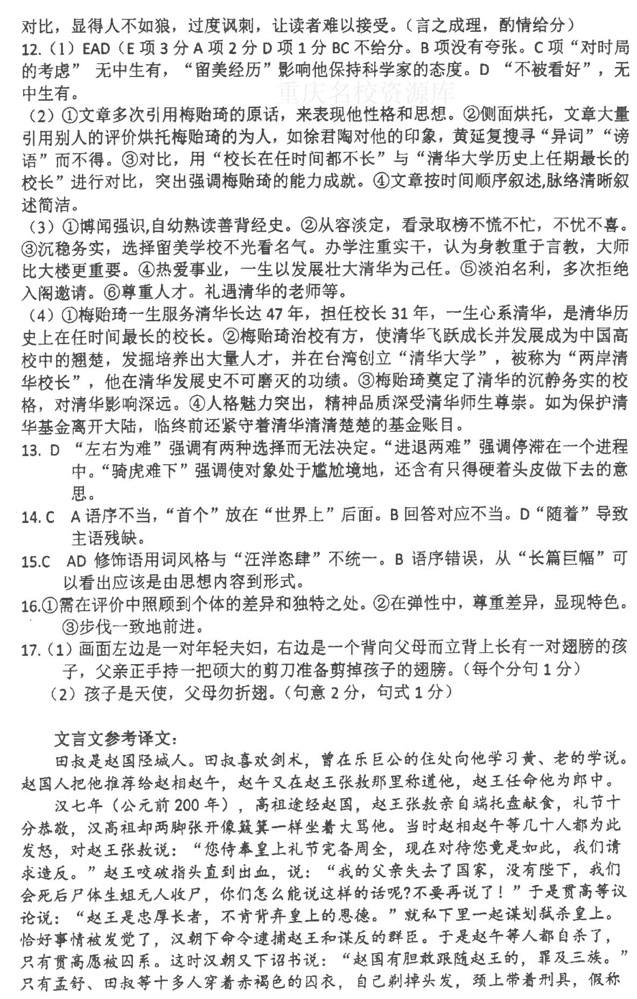 对比，显得人不如狼，过度讽刺，让读者难以接受。（言之成理，酌情给分）
12.（1）EAD（E 项 3 分 A 项 2 分 D 项 1 分 BC 不给分。B 项没有夸张。C 项“对时局
的考虑” 无中生有，“留美经历”影响他保持科学家的态度。D “不被看好”，无
中生有。
重庆名校资源库
（2）①文章多次引用梅贻琦的原话，来表现他性格和思想。②侧面烘托，文章大量
引用别人的评价烘托梅贻琦的为人，如徐君陶对他的印象，黄延复搜寻“异词”“谤
语”而不得。③对比，用“校长在任时间都不长”与“清华大学历史上任期最长的
校长”进行对比，突出强调梅贻琦的能力成就。④文章按时间顺序叙述,脉络清晰叙
述简洁。
（3）①博闻强识,自幼熟读善背经史。②从容淡定，看录取榜不慌不忙，不忧不喜。
③沉稳务实，选择留美学校不光看名气。办学注重实干，认为身教重于言教，大师
比大楼更重要。④热爱事业，一生以发展壮大清华为己任。⑤淡泊名利，多次拒绝
入阁邀请。⑥尊重人才。礼遇清华的老师等。
（4）①梅贻琦一生服务清华长达 47 年，担任校长 31 年，一生心系清华，是清华历
史上在任时间最长的校长。②梅贻琦治校有方，使清华飞跃成长并发展成为中国高
校中的翘楚，发掘培养出大量人才，并在台湾创立“清华大学”，被称为“两岸清
华校长”，他在清华发展史不可磨灭的功绩。③梅贻琦奠定了清华的沉静务实的校
格，对清华影响深远。④人格魅力突出，精神品质深受清华师生尊崇。如为保护清
华基金离开大陆，临终前还紧守着清华清清楚楚的基金账目。
13. D “左右为难”强调有两种选择而无法决定。“进退两难”强调停滞在一个进程
中。“骑虎难下”强调使对象处于尴尬境地，还含有只得硬着头皮做下去的意
思。
14. C A 语序不当，“首个”放在“世界上”后面。B 回答对应不当。D“随着”导致
主语残缺。
15.C AD 修饰语用词风格与“汪洋恣肆”不统一。B 语序错误，从“长篇巨幅”可
以看出应该是由思想内容到形式。
16.①需在评价中照顾到个体的差异和独特之处。②在弹性中，尊重差异，显现特色。
③步伐一致地前进。
17.（1）画面左边是一对年轻夫妇，右边是一个背向父母而立背上长有一对翅膀的孩
子，父亲正手持一把硕大的剪刀准备剪掉孩子的翅膀。（每个分句 1 分）
（2）孩子是天使，父母勿折翅。（句意 2 分，句式 1 分）
文言文参考译文：
田叔是赵国陉城人。田叔喜欢剑术，曾在乐巨公的住处向他学习黄、老的学说。
赵国人把他推荐给赵相赵午，赵午又在赵王张敖那里称道他，赵王任命他为郎中。
汉七年（公元前 200 年），高祖途经赵国，赵王张敖亲自端托盘献食，礼节十
分恭敬，汉高祖却两脚张开像簸箕一样坐着大骂他。当时赵相赵午等几十人都为此
发怒，对赵王张敖说：“您侍奉皇上礼节完备周全，现在对待您竟是如此，我们请
求造反。”赵王咬破指头直到出血，说：“我的父亲失去了国家，没有陛下，我们
会死后尸体生蛆无人收尸，你们怎么能说这样的话呢?不要再说了！”于是贯高等议
论说：“赵王是忠厚长者，不肯背弃皇上的恩德。”就私下里一起谋划弑杀皇上。
恰好事情被发觉了，汉朝下命令逮捕赵王和谋反的群臣。于是赵午等人都自杀了，
只有贯高愿被囚系。这时汉朝又下诏书说：“赵国有胆敢跟随赵王的，罪及三族。”
只有孟舒、田叔等十多人穿着赤褐色的囚衣，自己剃掉头发，颈上带着刑具，假称